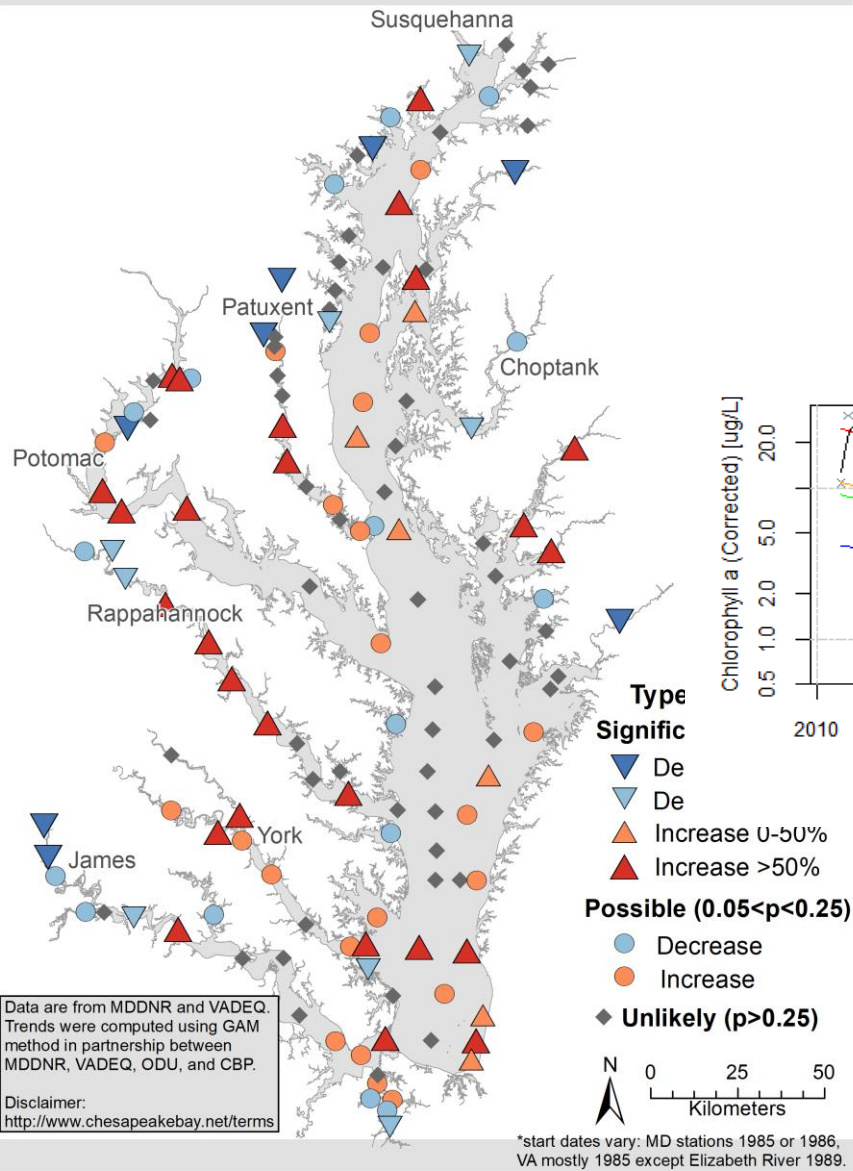 Susquehanna
Patuxent
Choptank
Potomac
Rappahannock
York
James
Chlorophyll a (Corrected) [ug/L]
20.0
5.0
2.0
1.0
0.5
2010
Type
Signific
De
De
Increase 0-50%
Increase >50%
Possible (0.05<p<0.25)
Decrease
Increase
Unlikely (p>0.25)
N
0 25 50
Kilometers
Data are from MDDNR and VADEQ.
Trends were computed using GAM
method in partnership between
MDDNR, VADEQ, ODU, and CBP.
Disclaimer:
http://www.chesapeakebay.net/terms
*start dates vary: MD stations 1985 or 1986,
VA mostly 1985 except Elizabeth River 1989.